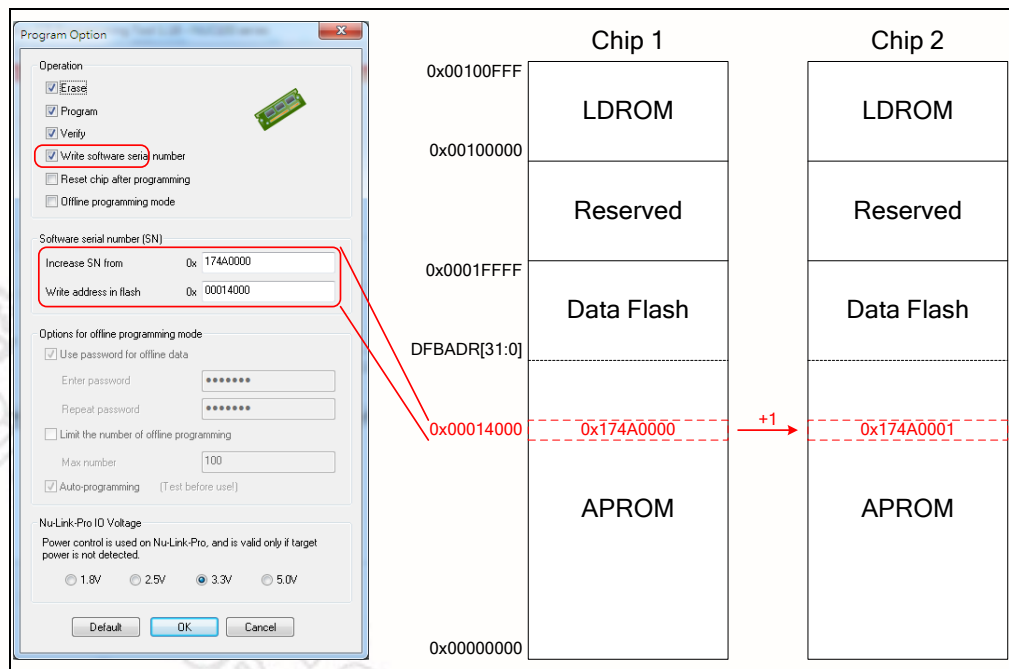 Program Option
Operation
Erase
Program
Verify
Write software serial number
Reset chip after programming
Offline programming mode
Software serial number (SN)
Increase SN from 0x 174A0000
Write address in flash 0x 00014000
Options for offline programming mode
Use password for offline data
Enter password •••••••
Repeat password •••••••
Limit the number of offline programming
Max number 100
Auto-programming (Test before use!)
Nu-Link-Pro IO Voltage
Power control is used on Nu-Link-Pro, and is valid only if target
power is not detected.
1.8V 2.5V 3.3V 5.0V
Default OK Cancel
Chip 1 Chip 2
0x00100FFF
LDROM LDROM
0x00100000
Reserved Reserved
0x0001FFFF
Data Flash Data Flash
DFBADR[31:0]
0x00014000 0x174A0000 +1 0x174A0001
APROM APROM
0x00000000